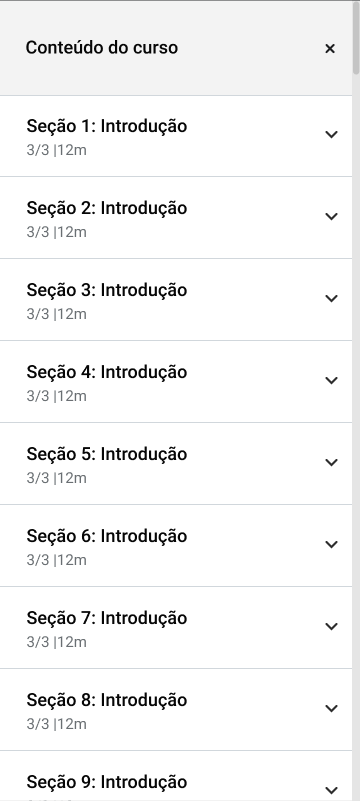 Conteúdo do curso
Seção 1: Introdução
3/3 |12m
Seção 2: Introdução
3/3 |12m
Seção 3: Introdução
3/3 |12m
Seção 4: Introdução
3/3 |12m
Seção 5: Introdução
3/3 |12m
Seção 6: Introdução
3/3 |12m
Seção 7: Introdução
3/3 |12m
Seção 8: Introdução
3/3 |12m
Seção 9: Introdução